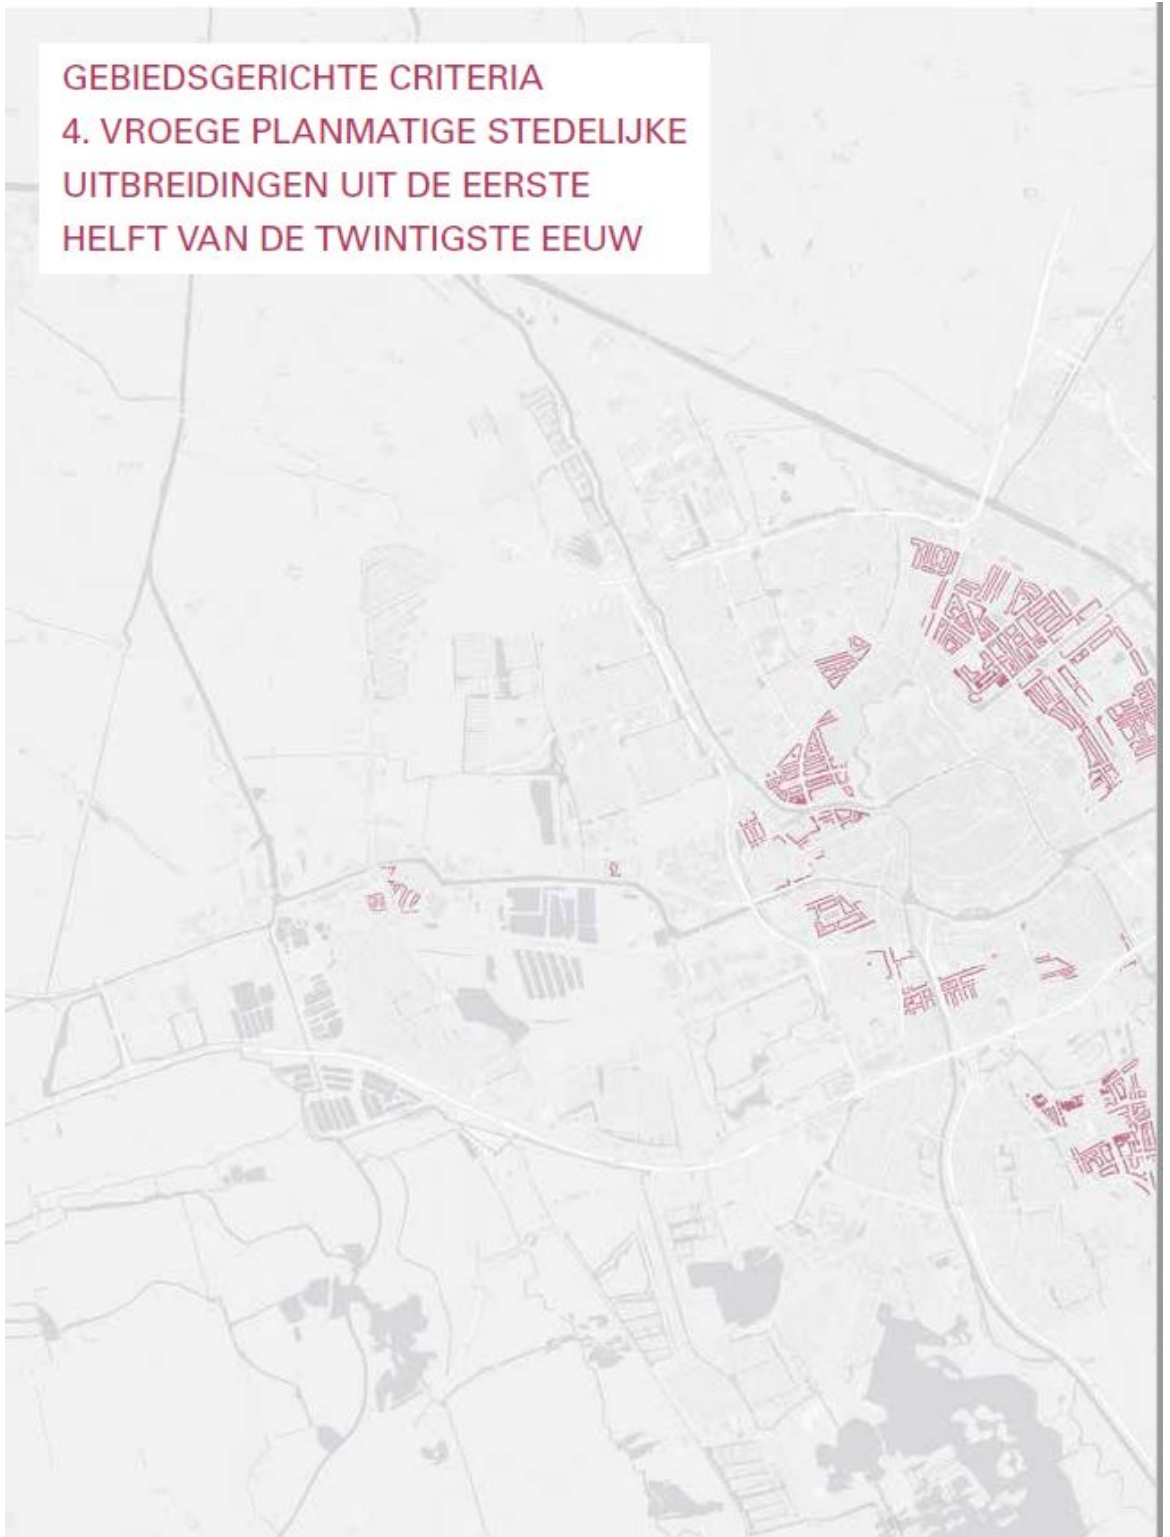 GEBIEDSGERICHTE CRITERIA
4. VROEGE PLANMATIGE STEDELIJKE
UITBREIDINGEN UIT DE EERSTE
HELFT VAN DE TWINTIGSTE EEUW